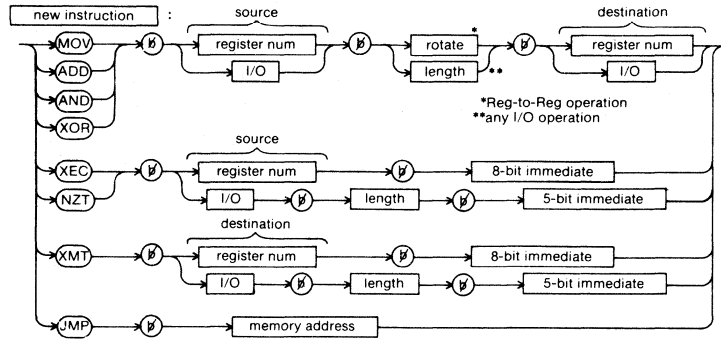 new instruction :
source
destination
MOV ƀ register num ƀ rotate * ƀ register num
ADD I/O length ** I/O
AND
XOR
*Reg-to-Reg operation
**any I/O operation
source
XEC ƀ register num ƀ 8-bit immediate
NZT I/O ƀ length ƀ 5-bit immediate
destination
XMT ƀ register num ƀ 8-bit immediate
I/O ƀ length ƀ 5-bit immediate
JMP ƀ memory address